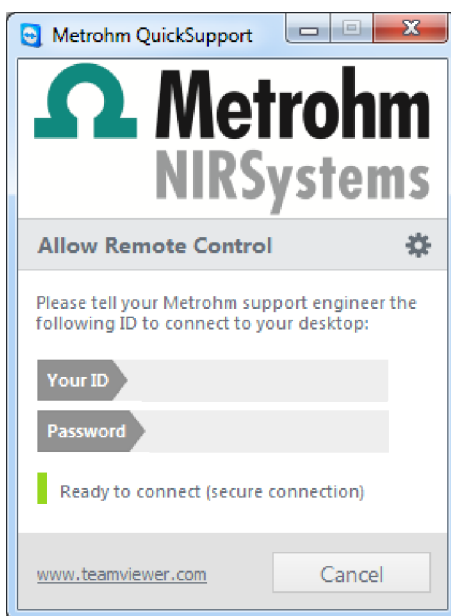 Metrohm QuickSupport
Metrohm
NIRSystems
Allow Remote Control
Please tell your Metrohm support engineer the
following ID to connect to your desktop:
Your ID
Password
Ready to connect (secure connection)
www.teamviewer.com
Cancel